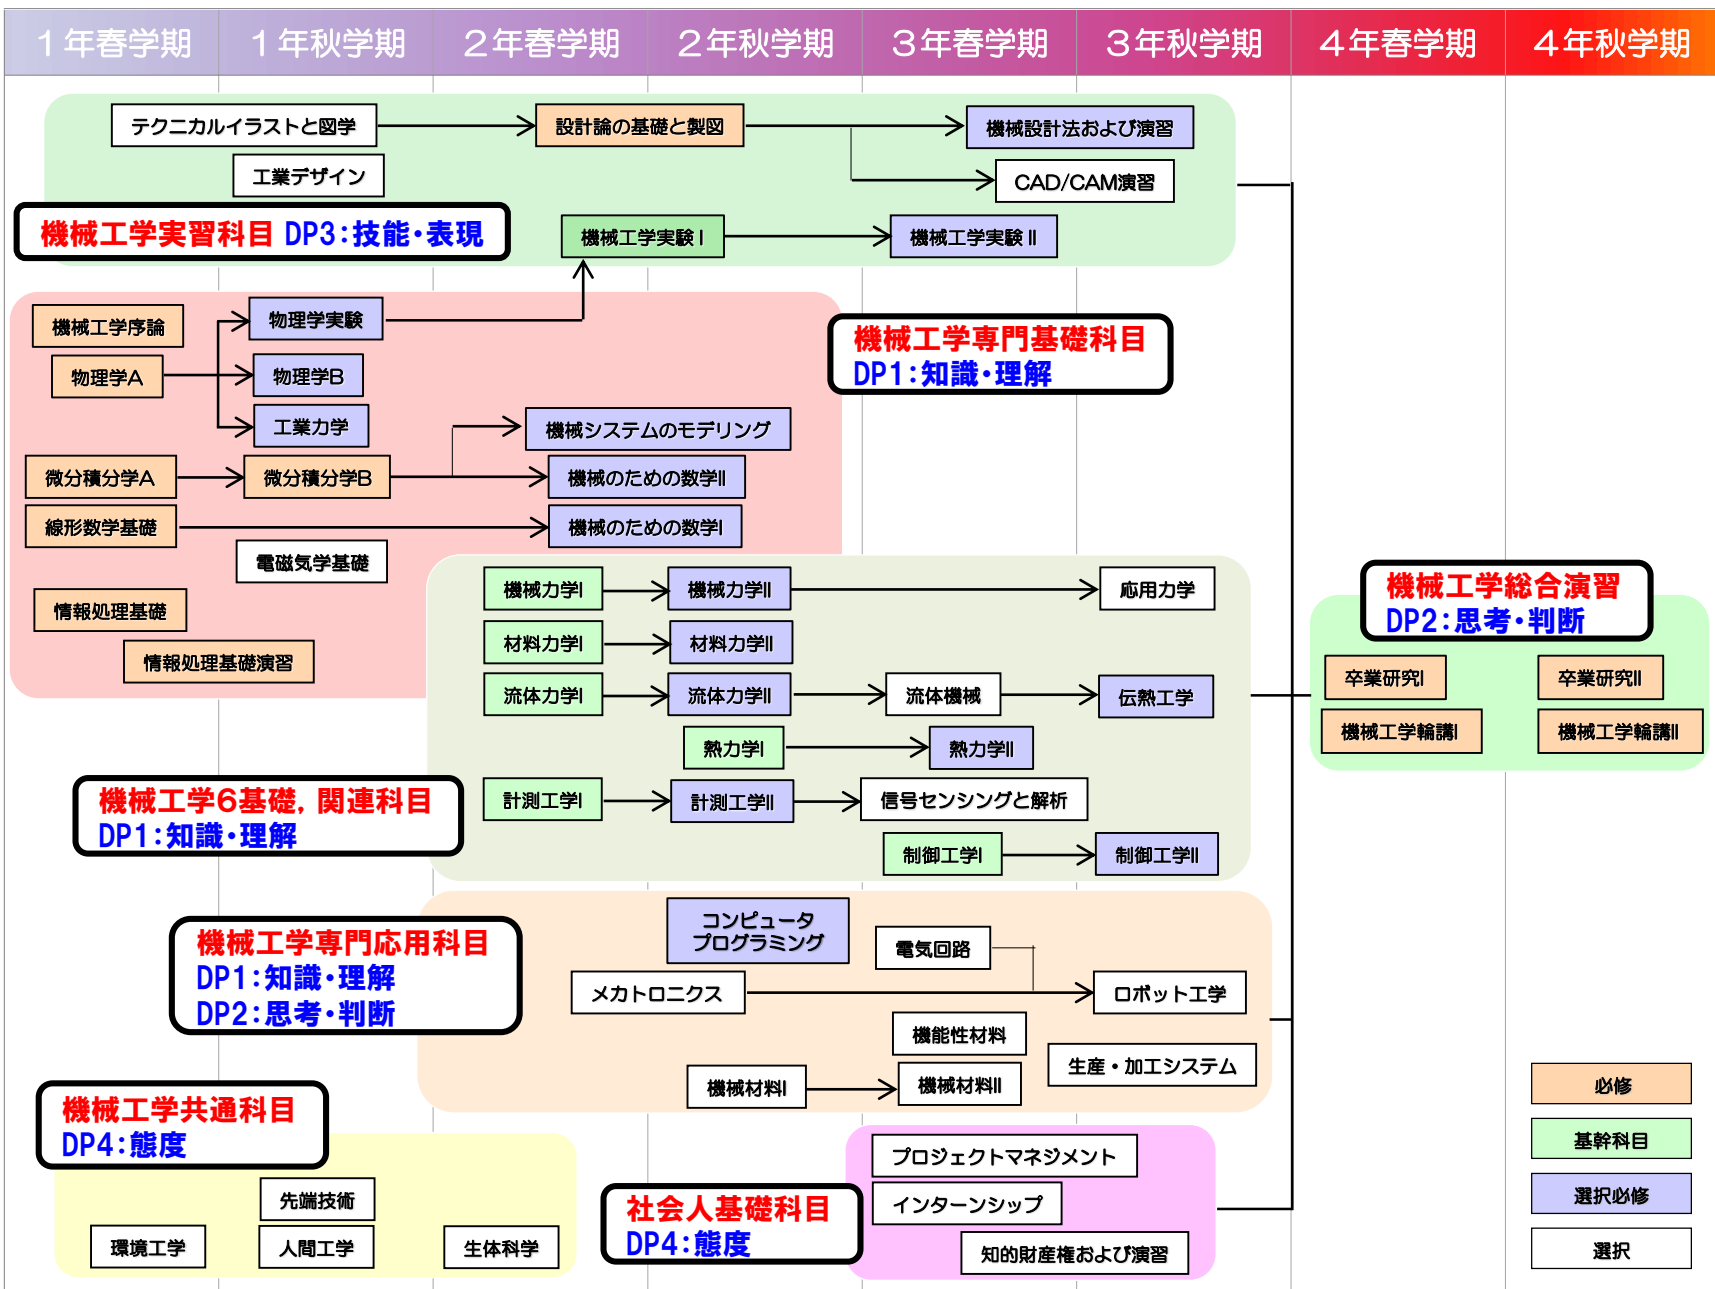 1年春学期
1年秋学期
2年春学期
2年秋学期
3年春学期
3年秋学期
4年春学期
4年秋学期
テクニカルイラストと図学
設計論の基礎と製図
機械設計法および演習
工業デザイン
CAD/CAM演習
機械工学実習科目 DP3:技能・表現
機械工学実験Ⅰ
機械工学実験Ⅱ
機械工学序論
物理学実験
機械工学専門基礎科目
DP1:知識・理解
物理学A
物理学B
工業力学
機械システムのモデリング
微分積分学A
微分積分学B
機械のための数学Ⅱ
線形数学基礎
機械のための数学Ⅰ
電磁気学基礎
情報処理基礎
情報処理基礎演習
機械力学Ⅰ
機械力学Ⅱ
応用力学
材料力学Ⅰ
材料力学Ⅱ
流体力学Ⅰ
流体力学Ⅱ
流体機械
伝熱工学
熱力学Ⅰ
熱力学Ⅱ
計測工学Ⅰ
計測工学Ⅱ
信号センシングと解析
制御工学Ⅰ
制御工学Ⅱ
機械工学6基礎,関連科目
DP1:知識・理解
機械工学総合演習
DP2:思考・判断
卒業研究Ⅰ
卒業研究Ⅱ
機械工学輪講Ⅰ
機械工学輪講Ⅱ
機械工学専門応用科目
DP1:知識・理解
DP2:思考・判断
コンピュータ
プログラミング
電気回路
メカトロニクス
ロボット工学
機能性材料
生産・加工システム
機械材料Ⅰ
機械材料Ⅱ
機械工学共通科目
DP4:態度
先端技術
環境工学
人間工学
生体科学
社会人基礎科目
DP4:態度
プロジェクトマネジメント
インターンシップ
知的財産権および演習
必修
基幹科目
選択必修
選択